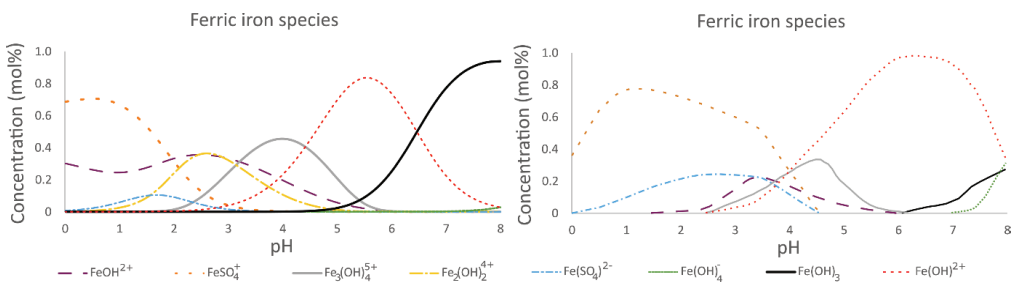 Ferric iron species
Concentration (mol%)
1.0
0.8
0.6
0.4
0.2
0
0 1 2 3 4 5 6 7 8
pH
Ferric iron species
Concentration (mol%)
1.0
0.8
0.6
0.4
0.2
0
0 1 2 3 4 5 6 7 8
pH
FeOH²⁺ FeSO₄⁺ Fe₃(OH)₄⁵⁺ Fe₂(OH)₂⁴⁺ Fe(SO₄)²⁻ Fe(OH)₄⁻ Fe(OH)₃ Fe(OH)²⁺